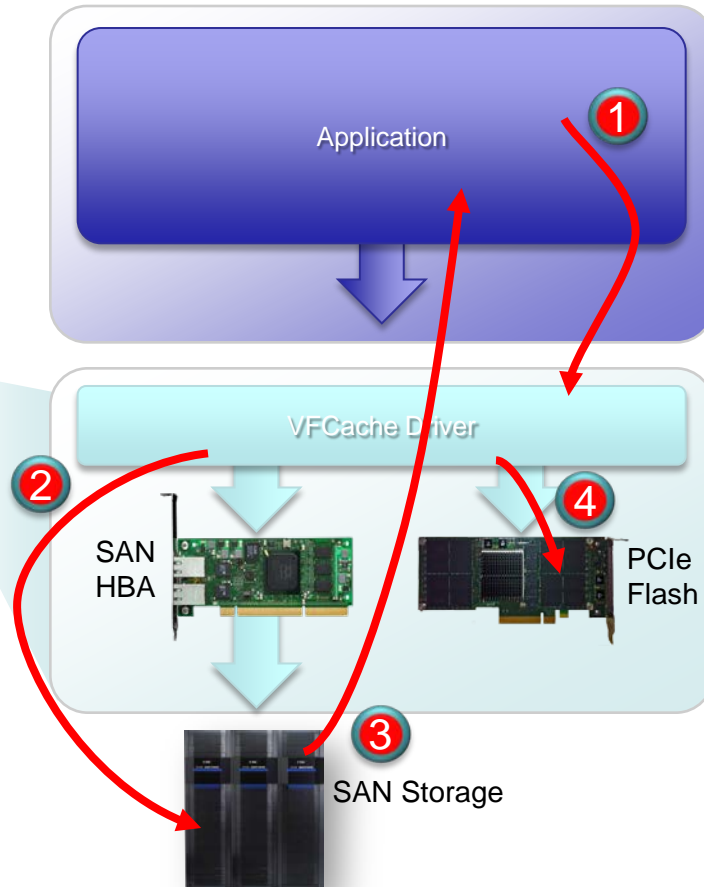 Application
1
VFCache Driver
2
4
SAN
HBA
PCIe
Flash
3
SAN Storage